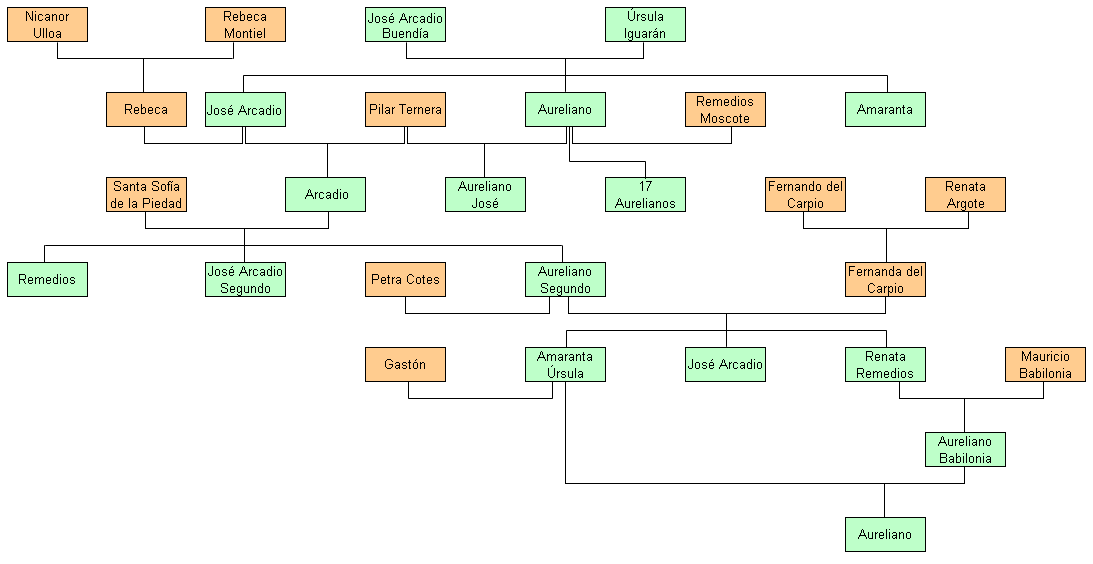 Nicanor
Ulloa
Rebeca
Montiel
José Arcadio
Buendía
Úrsula
Iguarán
Rebeca
José Arcadio
Pilar Ternera
Aureliano
Remedios
Moscote
Amaranta
Santa Sofía
de la Piedad
Arcadio
Aureliano
José
17
Aurelianos
Fernando del
Carpio
Renata
Argote
Remedios
José Arcadio
Segundo
Petra Cotes
Aureliano
Segundo
Fernanda del
Carpio
Gastón
Amaranta
Úrsula
José Arcadio
Renata
Remedios
Mauricio
Babilonia
Aureliano
Babilonia
Aureliano